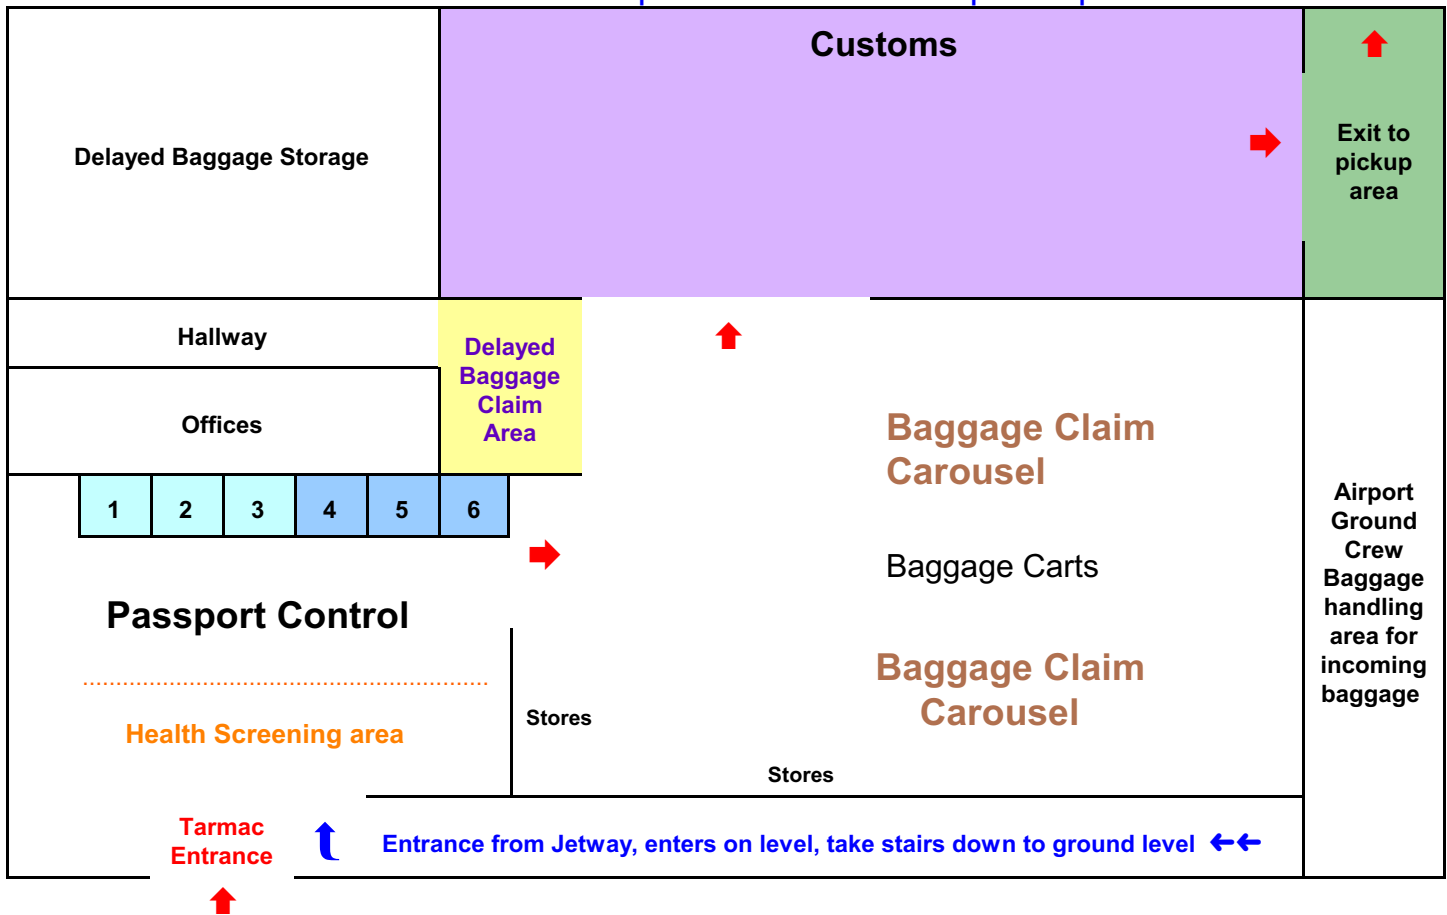 Customs
Delayed Baggage Storage
Exit to
pickup
area
Hallway
Delayed
Baggage
Claim
Area
Offices
Baggage Claim
Carousel
1 2 3 4 5 6
Airport
Ground
Crew
Baggage
handling
area for
incoming
baggage
Baggage Carts
Passport Control
Baggage Claim
Carousel
Health Screening area
Stores
Stores
Tarmac
Entrance
Entrance from Jetway, enters on level, take stairs down to ground level